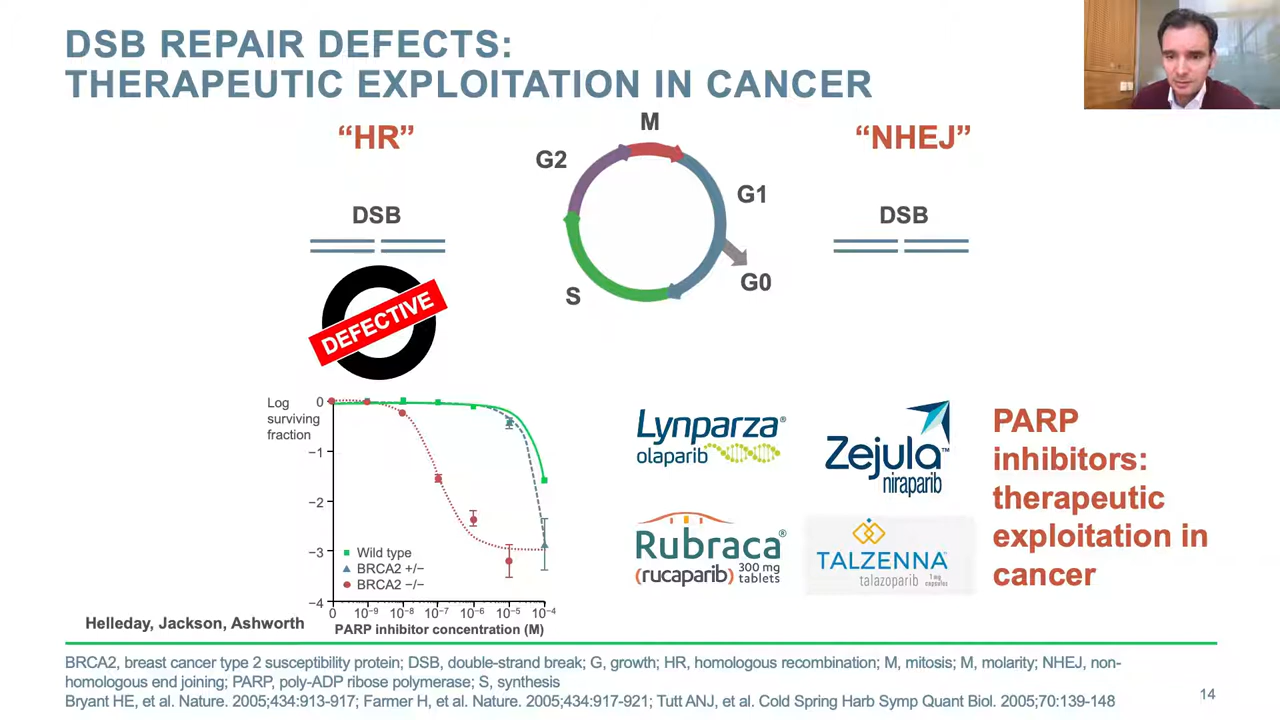 DSB REPAIR DEFECTS:
THERAPEUTIC EXPLOITATION IN CANCER
“HR”
“NHEJ”
DSB
DSB
M
G2
G1
G0
S
DEFECTIVE
Log
surviving
fraction
0
−1
−2
−3
−4
Wild type
BRCA2 +/−
BRCA2 −/−
0 10⁻⁹ 10⁻⁸ 10⁻⁷ 10⁻⁶ 10⁻⁵ 10⁻⁴
PARP inhibitor concentration (M)
Helleday, Jackson, Ashworth
Lynparza®
olaparib
Zejula™
niraparib
Rubraca®
(rucaparib) 300 mg
tablets
TALZENNA™
talazoparib 1 mg
capsules
PARP
inhibitors:
therapeutic
exploitation in
cancer
BRCA2, breast cancer type 2 susceptibility protein; DSB, double-strand break; G, growth; HR, homologous recombination; M, mitosis; M, molarity; NHEJ, non-
homologous end joining; PARP, poly-ADP ribose polymerase; S, synthesis
Bryant HE, et al. Nature. 2005;434:913-917; Farmer H, et al. Nature. 2005;434:917-921; Tutt ANJ, et al. Cold Spring Harb Symp Quant Biol. 2005;70:139-148
14